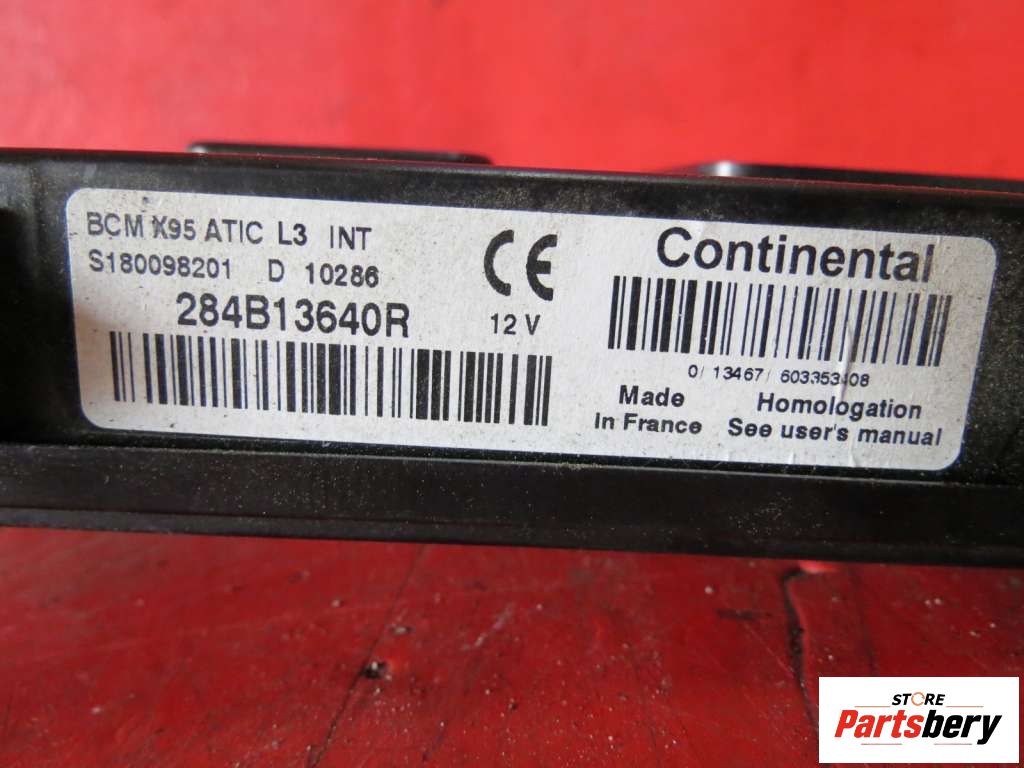 BCM X95 ATIC L3 INT
S180098201 D 10286
284B13640R
12 V
CE
Continental
0/ 13467/ 603353408
Made
in France
Homologation
See user's manual
STORE
Partsbery